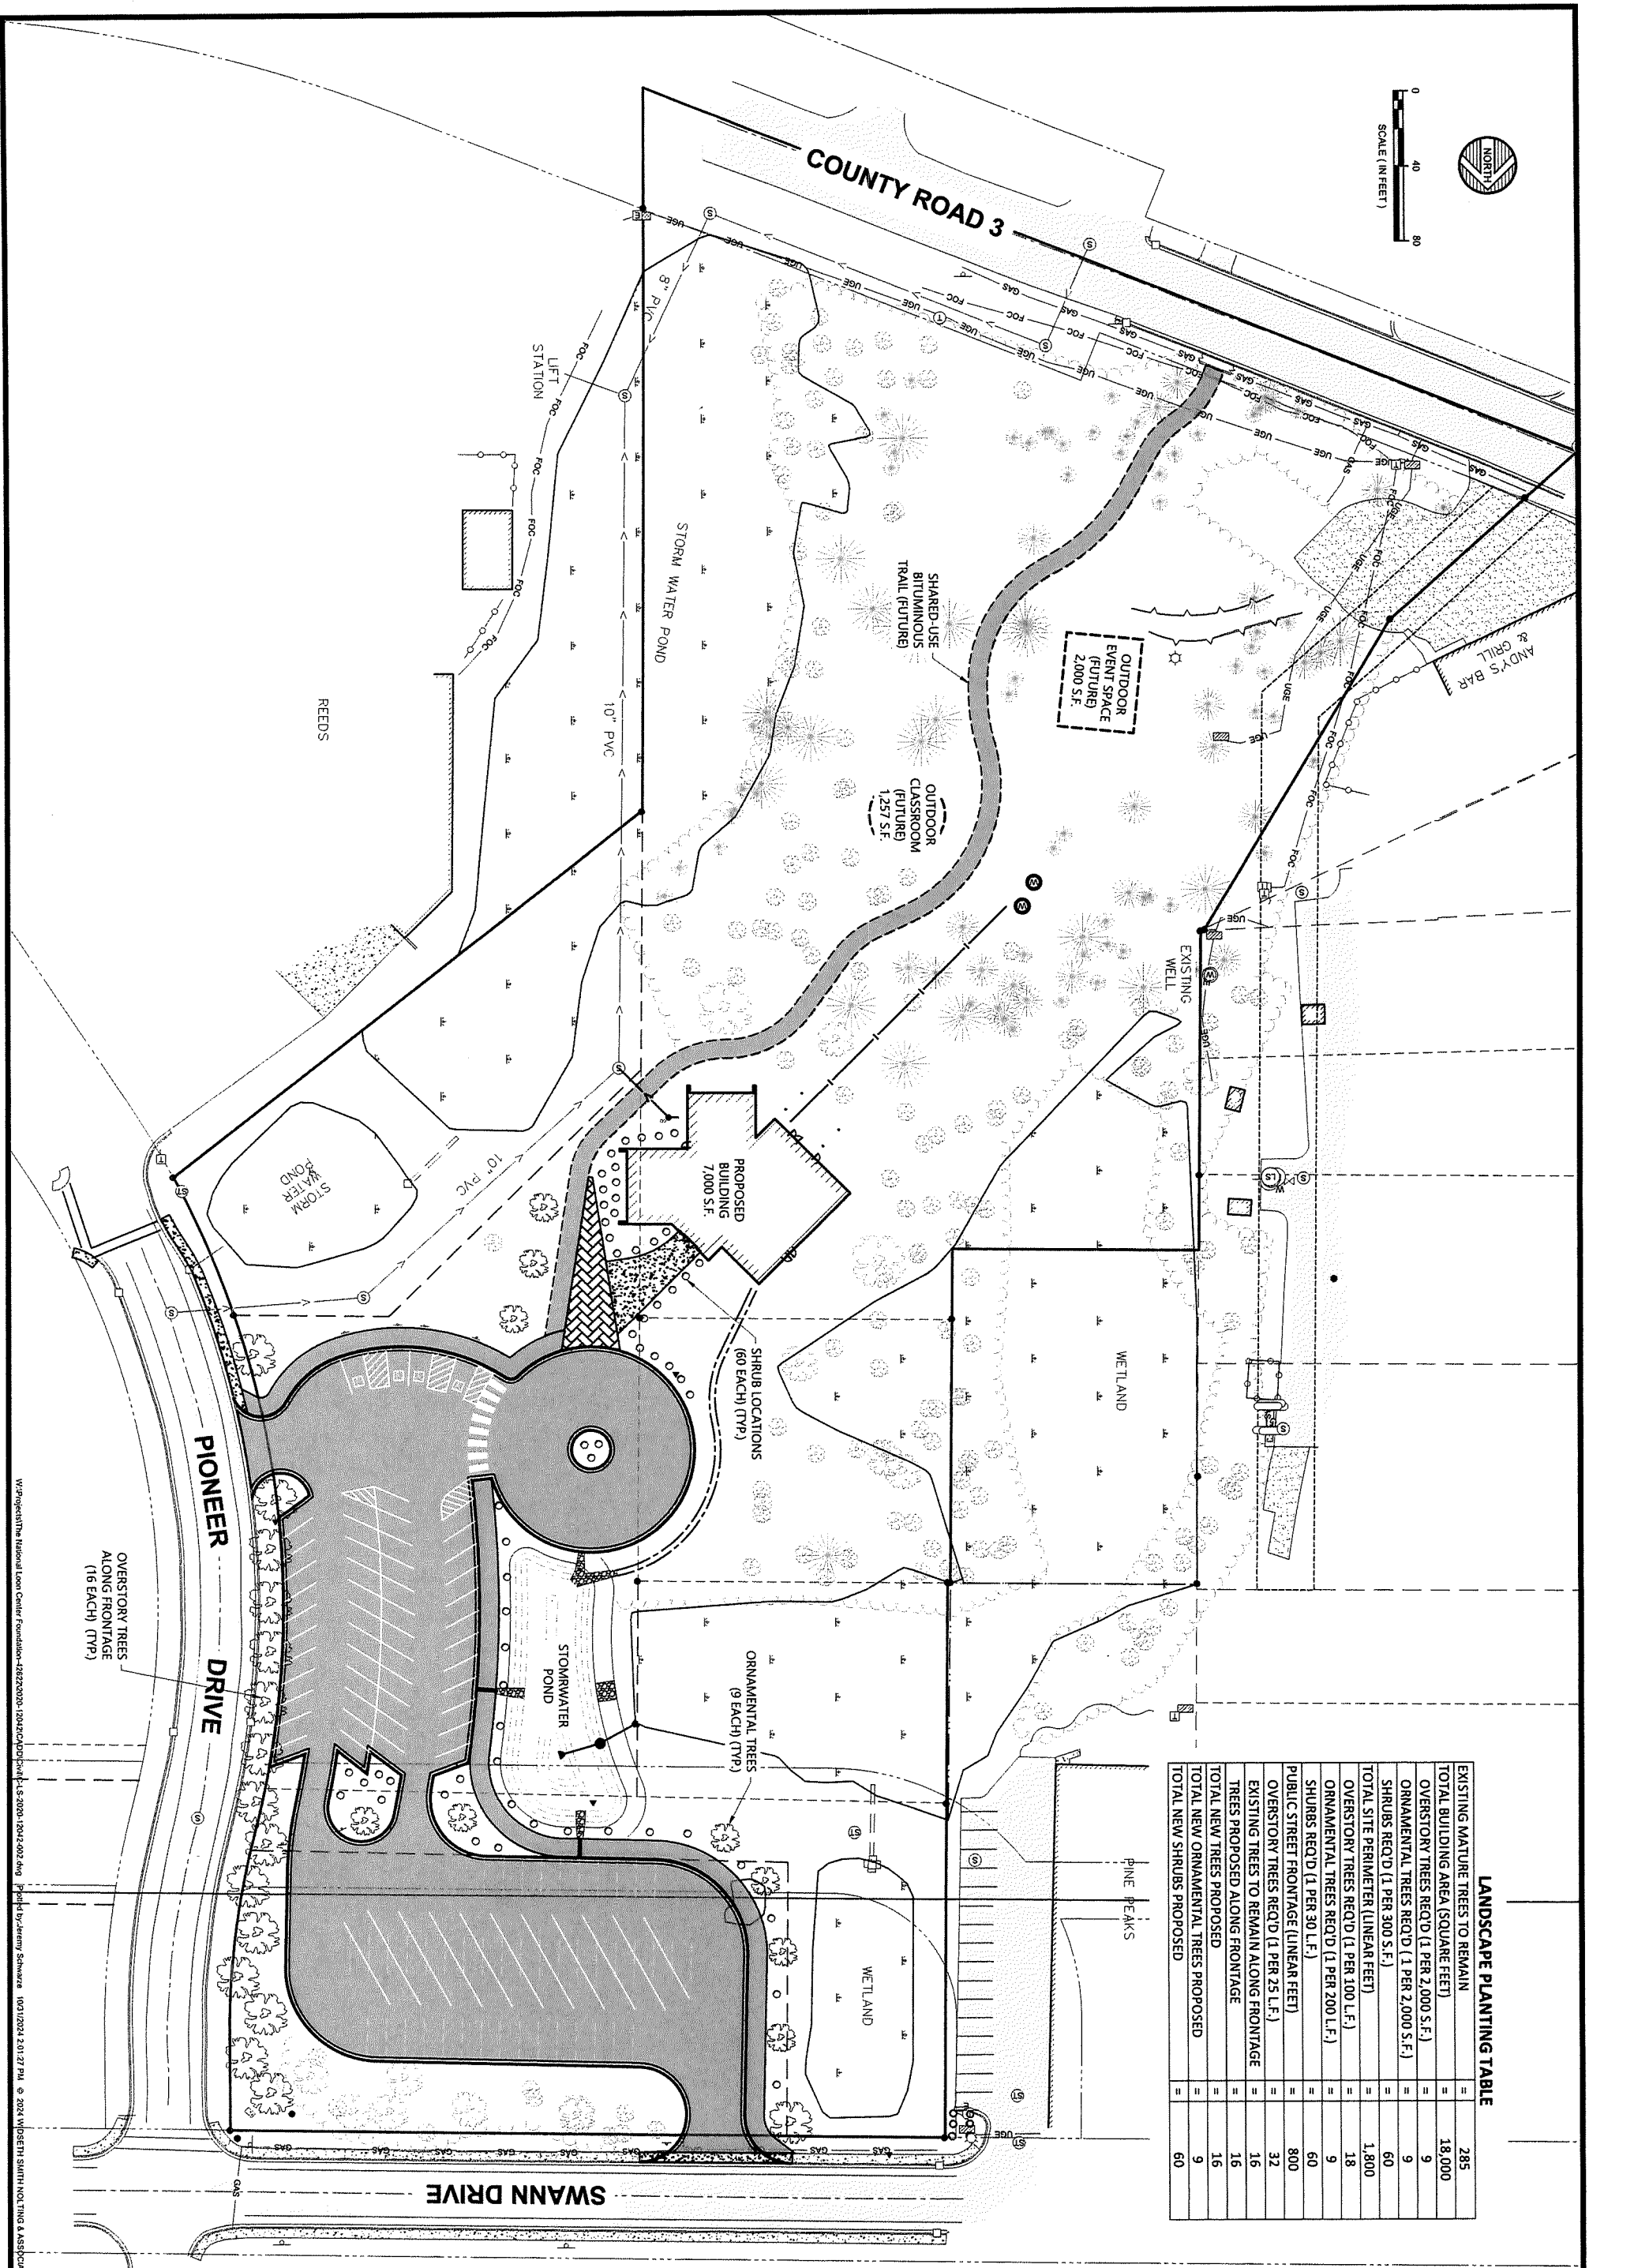 NORTH
0 40 80
SCALE ( IN FEET )
COUNTY ROAD 3
8" PVC
LIFT
STATION
STORM WATER POND
10" PVC
REEDS
SHARED-USE
BITUMINOUS
TRAIL (FUTURE)
OUTDOOR
EVENT SPACE
(FUTURE)
2,000 S.F.
OUTDOOR
CLASSROOM
(FUTURE)
1,257 S.F.
ANDY'S BAR
& GRILL
EXISTING
WELL
PROPOSED
BUILDING
7,000 S.F.
STORM
WATER
POND
10" PVC
SHRUB LOCATIONS
(60 EACH) (TYP.)
WETLAND
PIONEER DRIVE
OVERSTORY TREES
ALONG FRONTAGE
(16 EACH) (TYP.)
STOMRWATER
POND
ORNAMENTAL TREES
(9 EACH) (TYP.)
PINE PEAKS
WETLAND
SWANN DRIVE
LANDSCAPE PLANTING TABLE
EXISTING MATURE TREES TO REMAIN = 285
TOTAL BUILDING AREA (SQUARE FEET) = 18,000
OVERSTORY TREES REQ'D (1 PER 2,000 S.F.) = 9
ORNAMENTAL TREES REQ'D ( 1 PER 2,000 S.F.) = 9
SHRUBS REQ'D (1 PER 300 S.F.) = 60
TOTAL SITE PERIMETER (LINEAR FEET) = 1,800
OVERSTORY TREES REQ'D (1 PER 100 L.F.) = 18
ORNAMENTAL TREES REQ'D (1 PER 200 L.F.) = 9
SHURBS REQ'D (1 PER 30 L.F.) = 60
PUBLIC STREET FRONTAGE (LINEAR FEET) = 800
OVERSTORY TREES REQ'D (1 PER 25 L.F.) = 32
EXISTING TREES TO REMAIN ALONG FRONTAGE = 16
TREES PROPOSED ALONG FRONTAGE = 16
TOTAL NEW TREES PROPOSED = 16
TOTAL NEW ORNAMENTAL TREES PROPOSED = 9
TOTAL NEW SHRUBS PROPOSED = 60